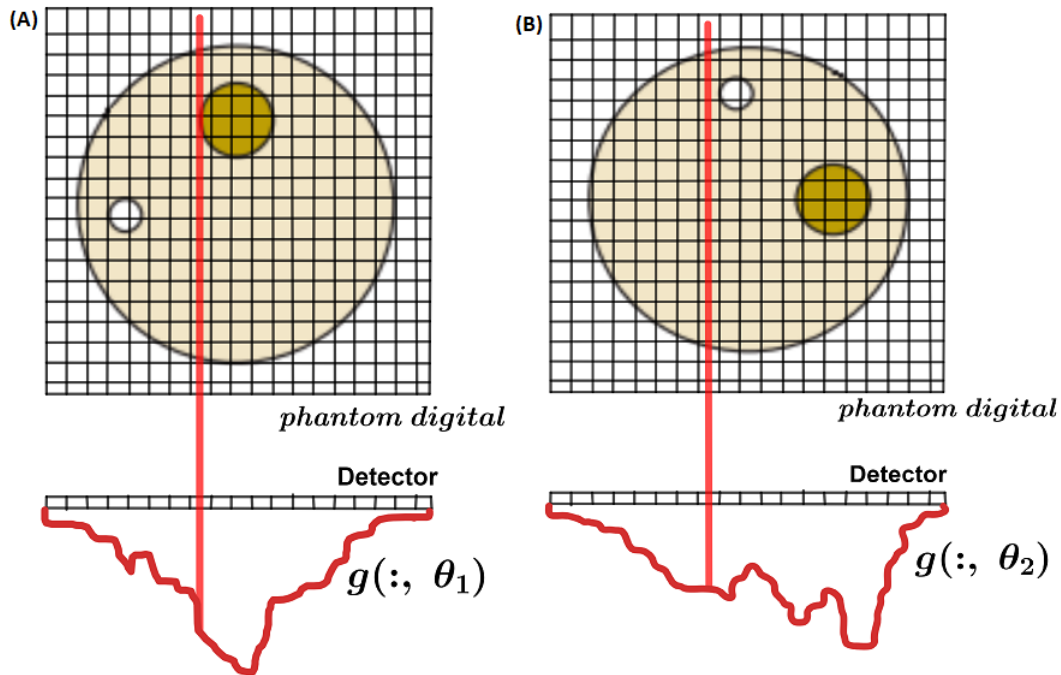 (A)
phantom digital
Detector
g(:, θ₁)
(B)
phantom digital
Detector
g(:, θ₂)